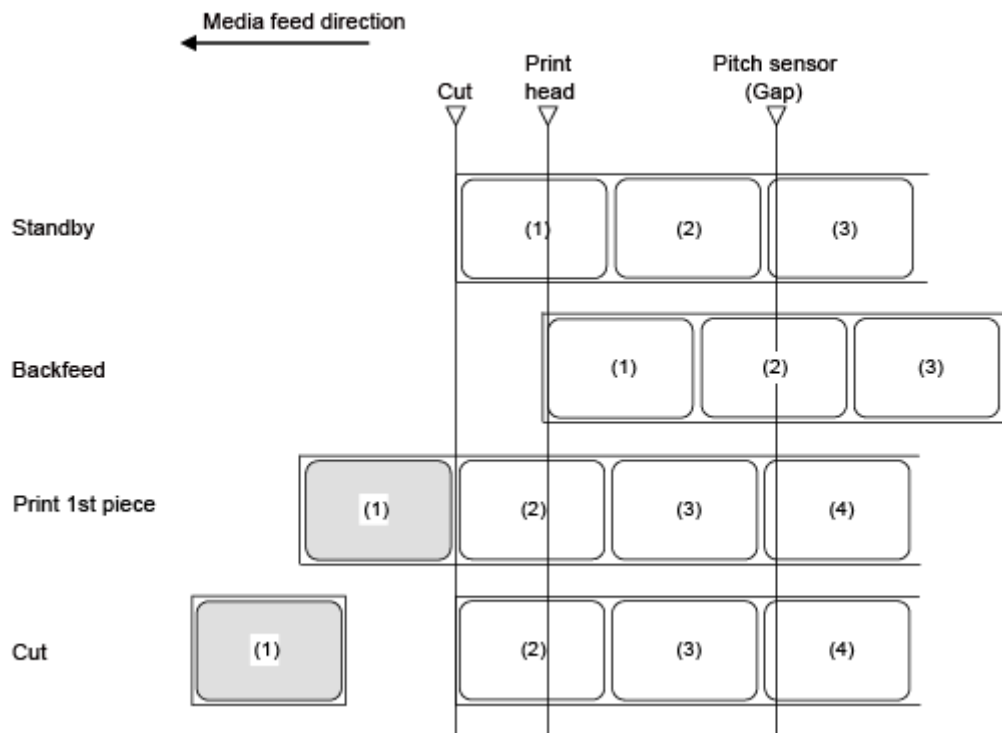 Media feed direction
Cut
Print
head
Pitch sensor
(Gap)
Standby
(1)
(2)
(3)
Backfeed
(1)
(2)
(3)
Print 1st piece
(1)
(2)
(3)
(4)
Cut
(1)
(2)
(3)
(4)